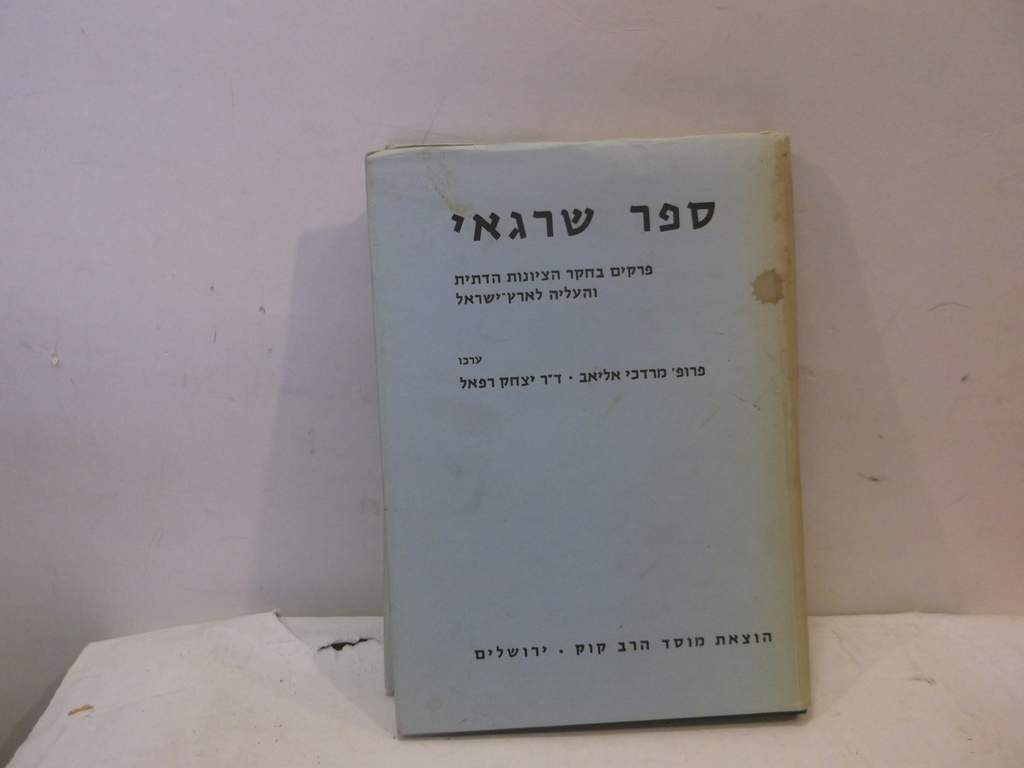 ספר שרגאי
פרקים בחקר הציונות הדתית
והעליה לארץ־ישראל
ערכו
פרופ׳ מרדכי אליאב · ד״ר יצחק רפאל
הוצאת מוסד הרב קוק · ירושלים